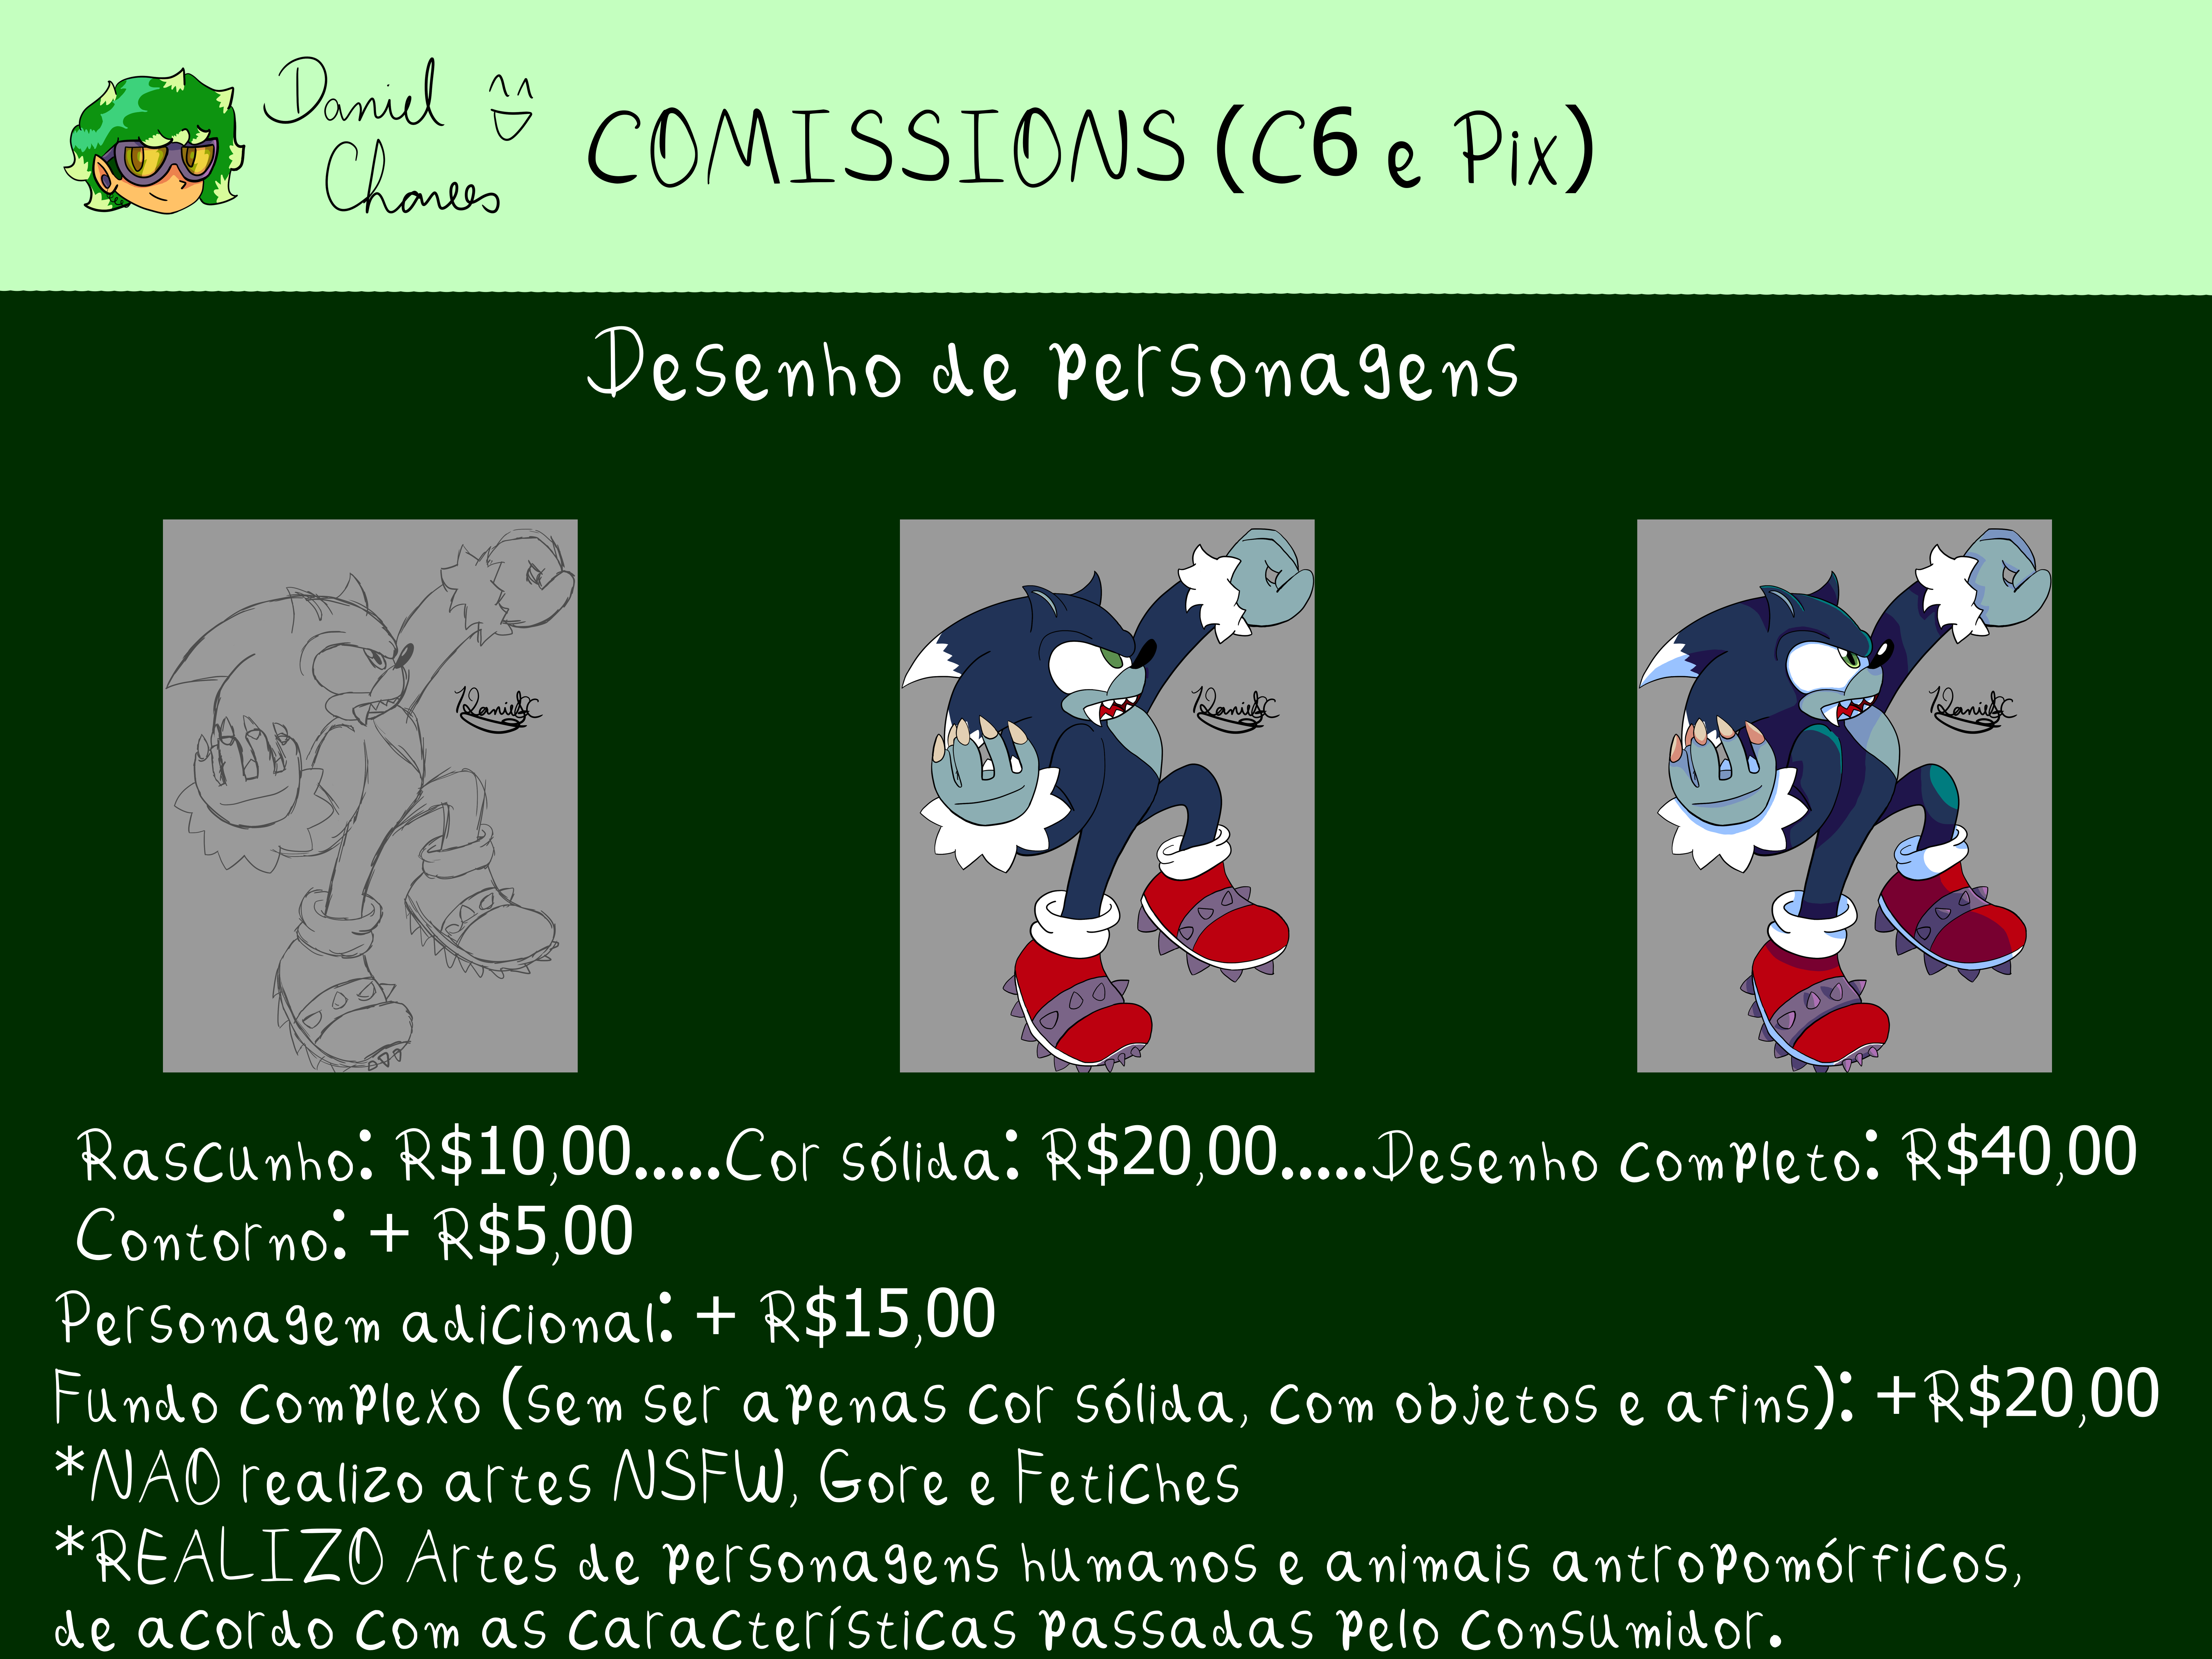 Daniel
Chaves
COMISSIONS (C6 e Pix)
Desenho de personagens
DanielC DanielC DanielC
Rascunho: R$10,00.....Cor sólida: R$20,00.....Desenho completo: R$40,00
Contorno: + R$5,00
Personagem adicional: + R$15,00
Fundo complexo (sem ser apenas cor sólida, com objetos e afins): +R$20,00
*NAO realizo artes NSFW, Gore e Fetiches
*REALIZO Artes de personagens humanos e animais antropomórficos,
de acordo com as características passadas pelo consumidor.